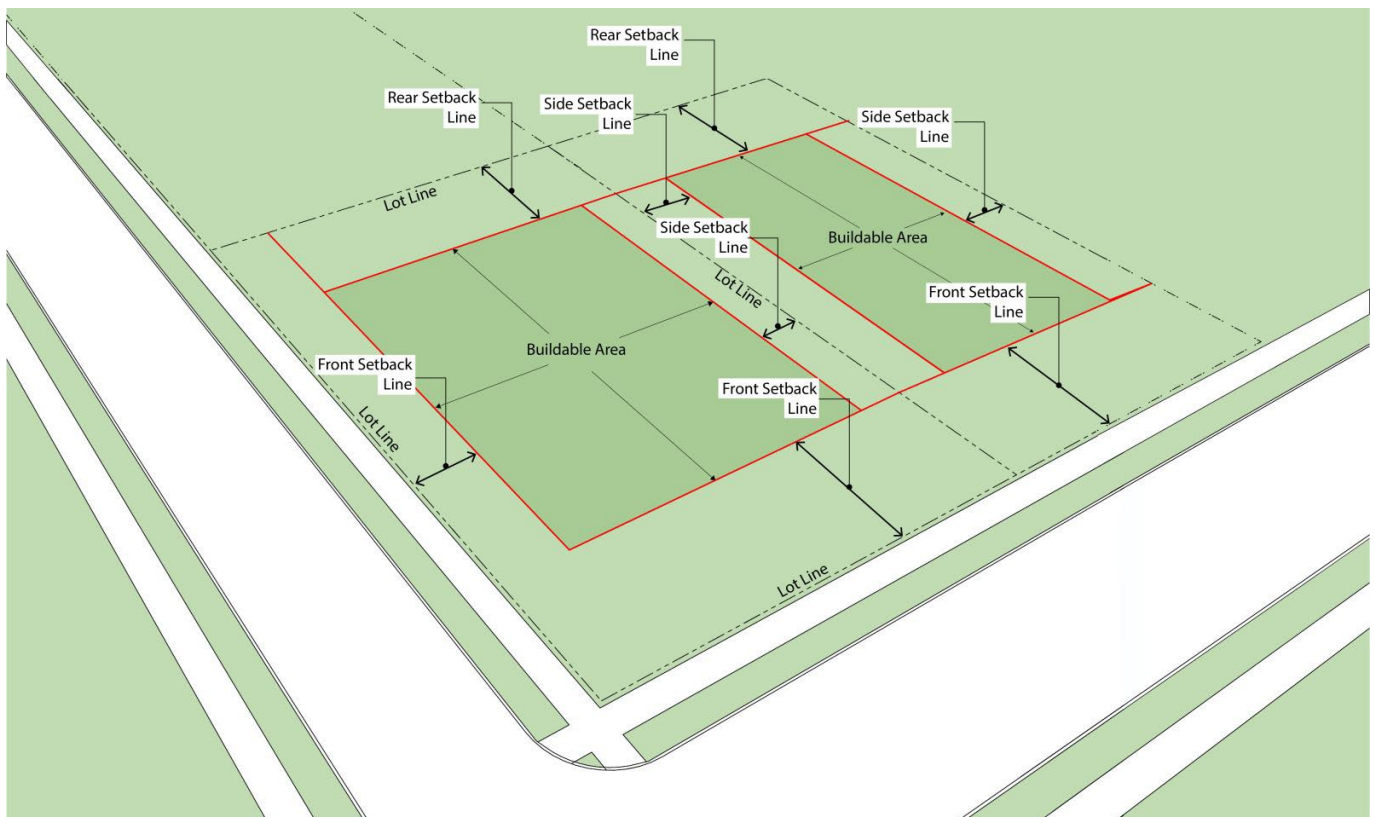 Rear Setback
Line
Rear Setback
Line
Side Setback
Line
Side Setback
Line
Lot Line
Side Setback
Line
Buildable Area
Lot Line
Front Setback
Line
Buildable Area
Front Setback
Line
Front Setback
Line
Lot Line
Lot Line